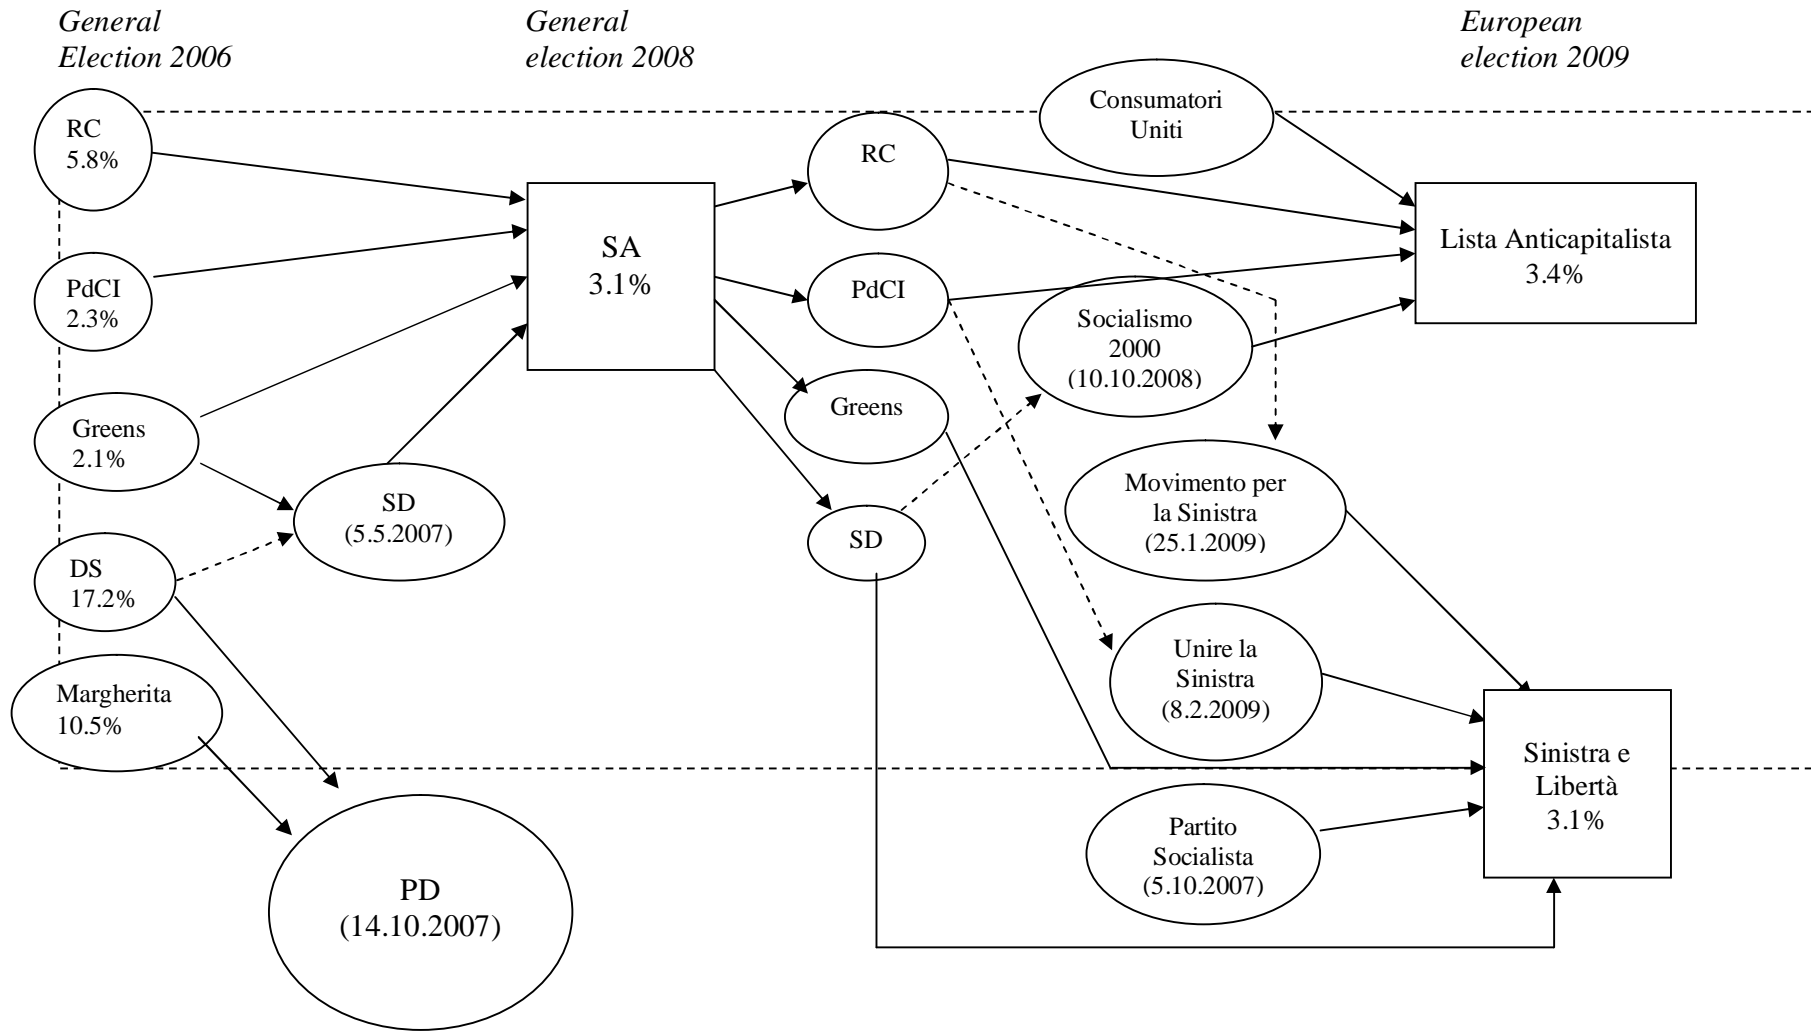 General
Election 2006
General
election 2008
European
election 2009
RC
5.8%
PdCI
2.3%
Greens
2.1%
DS
17.2%
Margherita
10.5%
SD
(5.5.2007)
PD
(14.10.2007)
SA
3.1%
RC
PdCI
Greens
SD
Consumatori
Uniti
Socialismo
2000
(10.10.2008)
Movimento per
la Sinistra
(25.1.2009)
Unire la
Sinistra
(8.2.2009)
Partito
Socialista
(5.10.2007)
Lista Anticapitalista
3.4%
Sinistra e
Libertà
3.1%